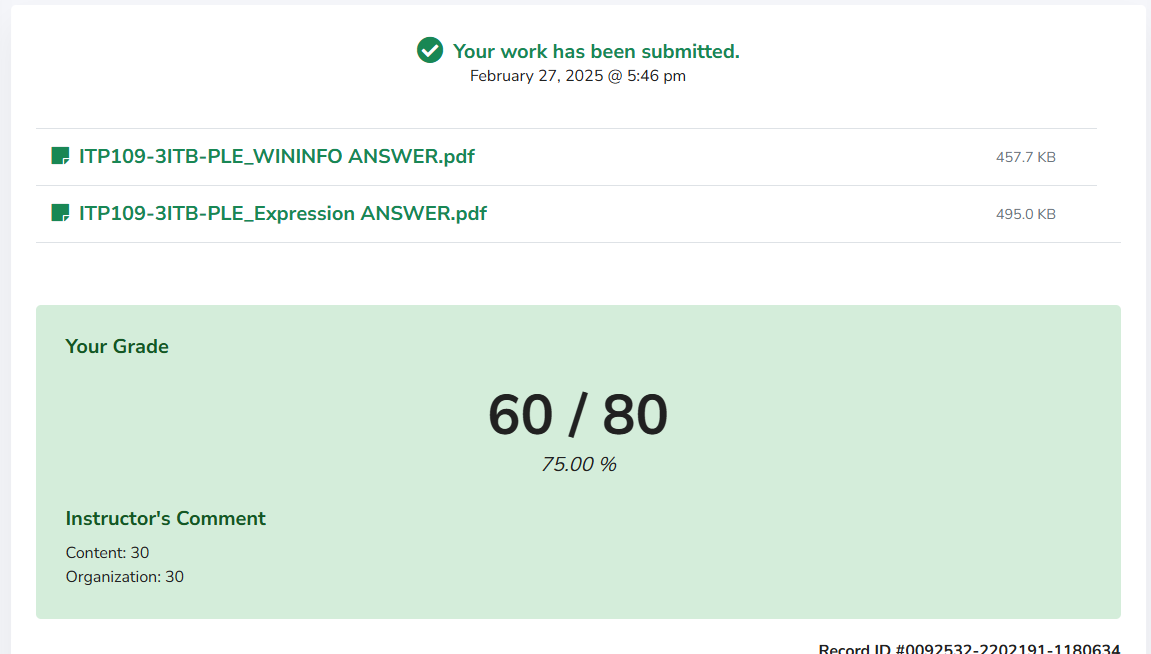 Your work has been submitted.
February 27, 2025 @ 5:46 pm
ITP109-3ITB-PLE_WININFO ANSWER.pdf 457.7 KB
ITP109-3ITB-PLE_Expression ANSWER.pdf 495.0 KB
Your Grade
60 / 80
75.00 %
Instructor's Comment
Content: 30
Organization: 30
Record ID #0092532-2202191-1180634